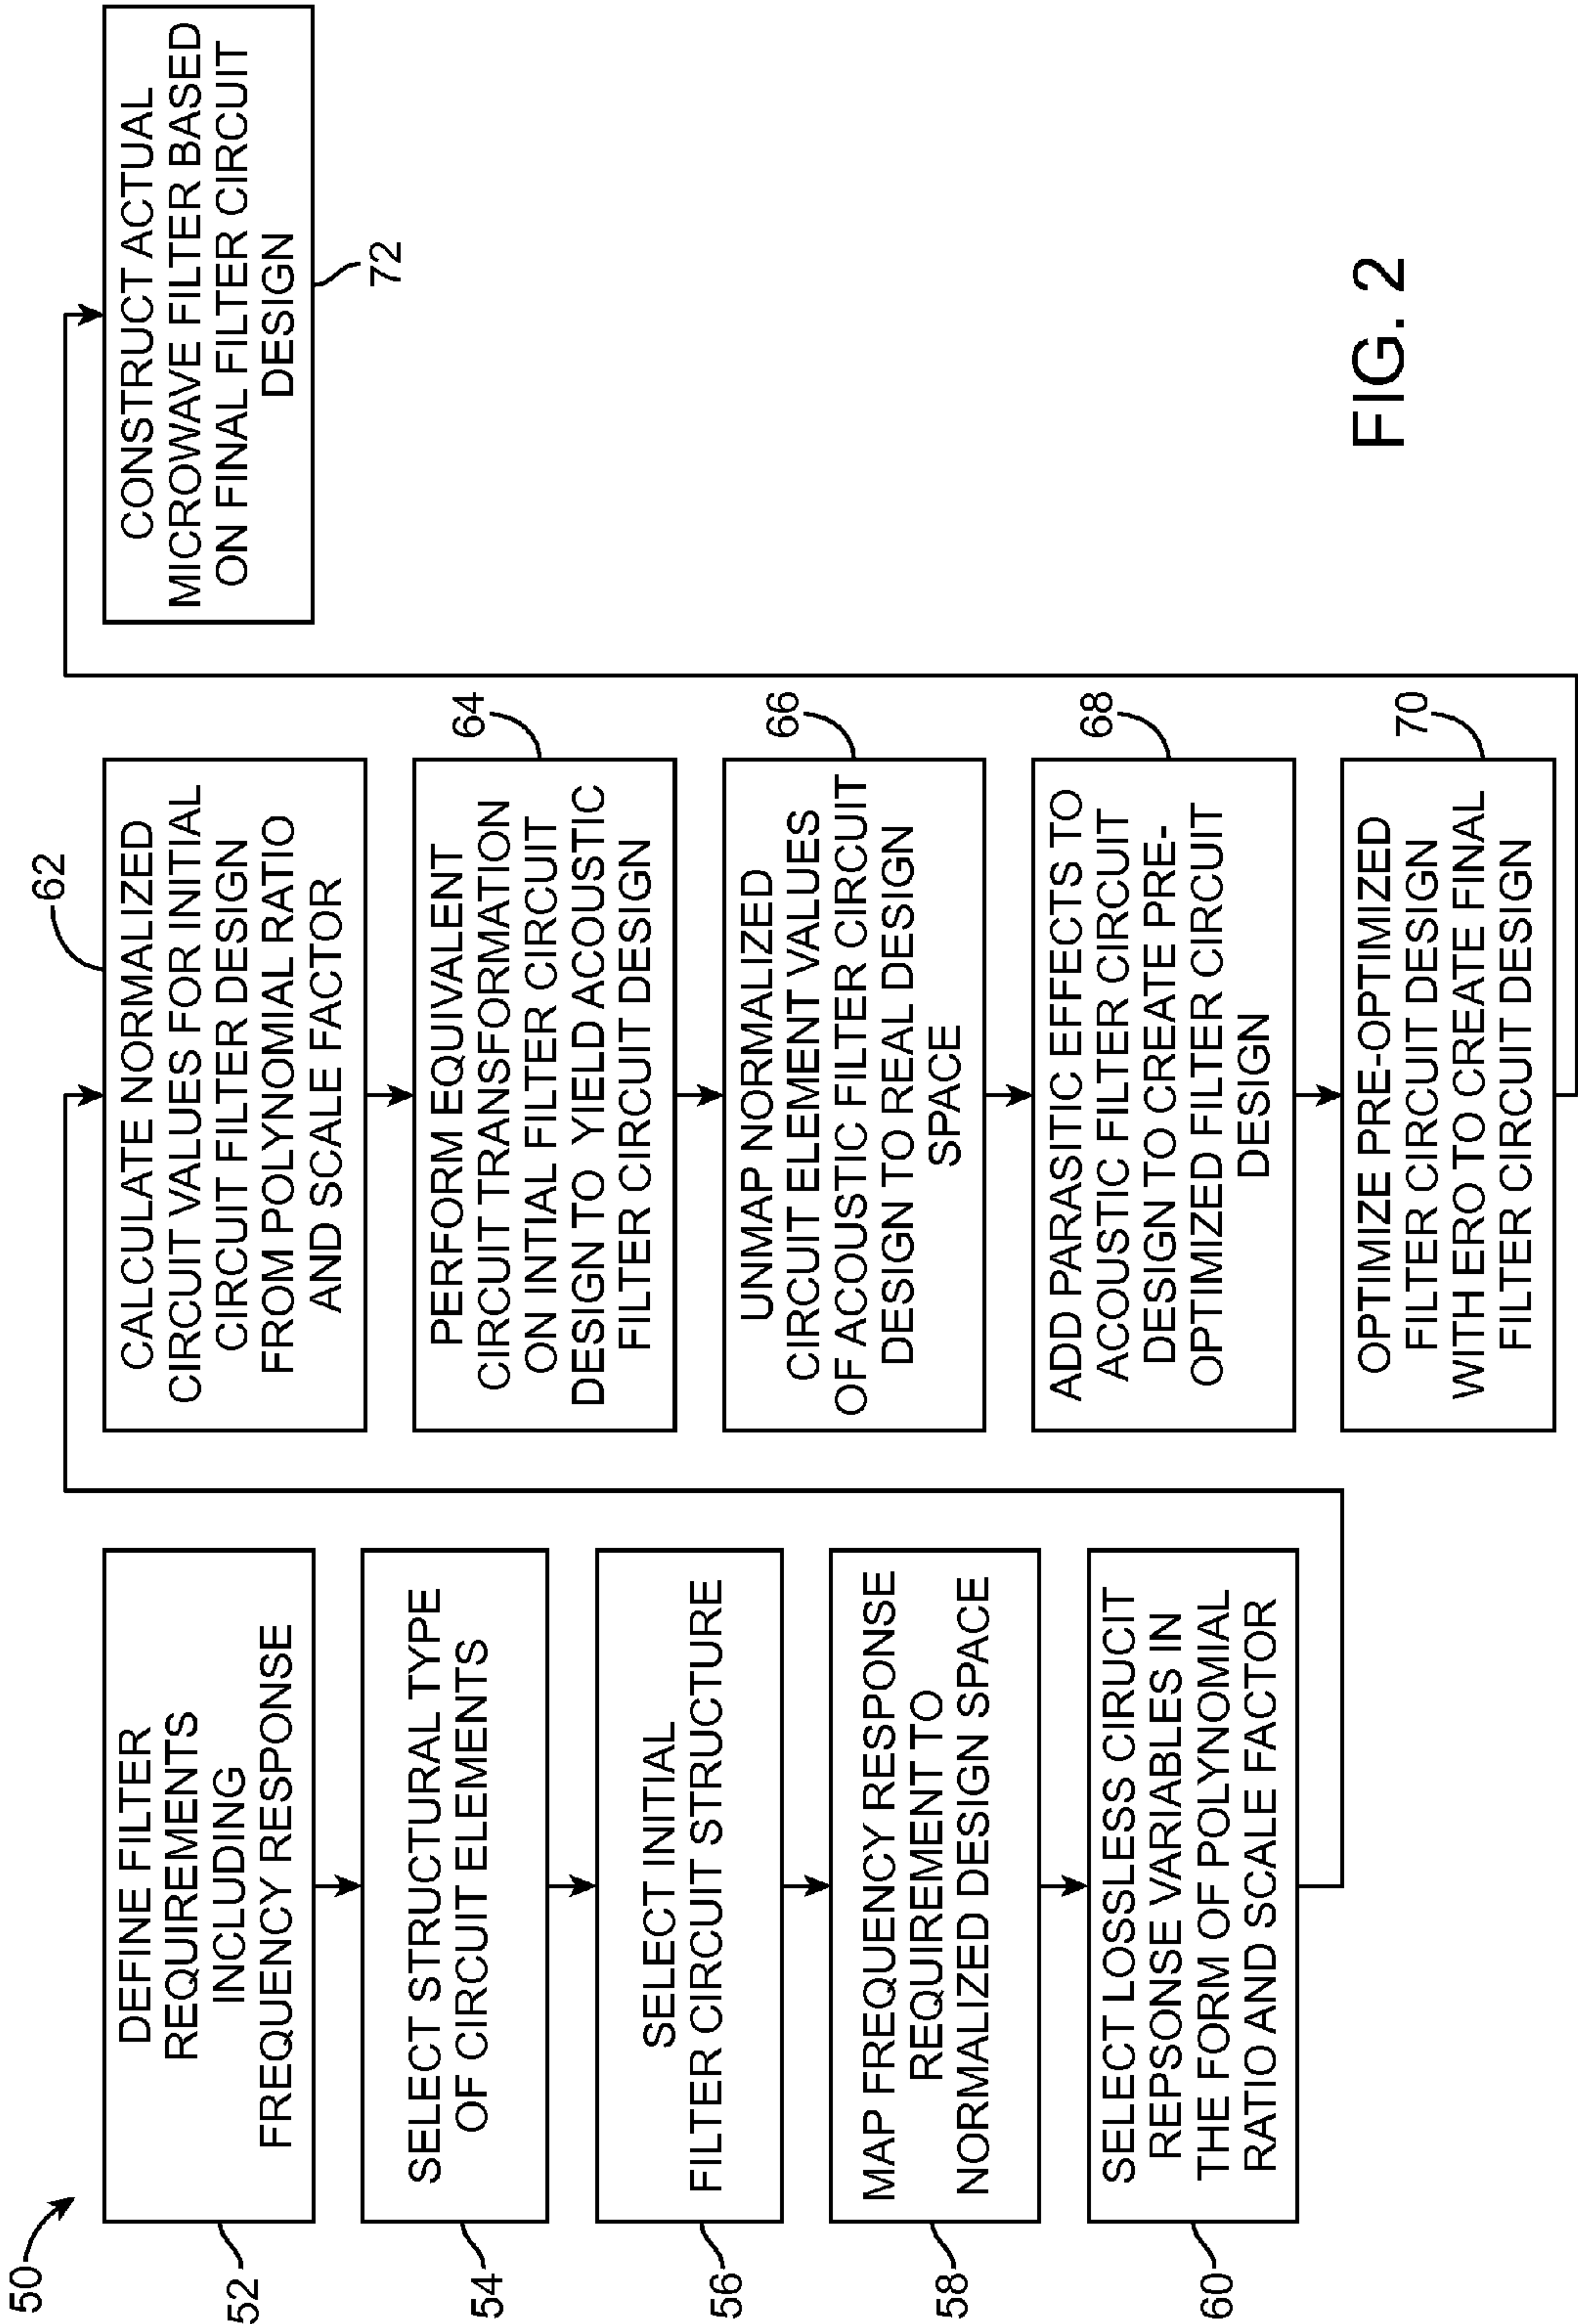 50
DEFINE FILTER
REQUIREMENTS
INCLUDING
FREQUENCY RESPONSE
52
SELECT STRUCTURAL TYPE
OF CIRCUIT ELEMENTS
54
SELECT INITIAL
FILTER CIRCUIT STRUCTURE
56
MAP FREQUENCY RESPONSE
REQUIREMENT TO
NORMALIZED DESIGN SPACE
58
SELECT LOSSLESS CIRUCIT
REPSONSE VARIABLES IN
THE FORM OF POLYNOMIAL
RATIO AND SCALE FACTOR
60
62
CALCULATE NORMALIZED
CIRCUIT VALUES FOR INITIAL
CIRCUIT FILTER DESIGN
FROM POLYNOMIAL RATIO
AND SCALE FACTOR
64
PERFORM EQUIVALENT
CIRCUIT TRANSFORMATION
ON INTIAL FILTER CIRCUIT
DESIGN TO YIELD ACOUSTIC
FILTER CIRCUIT DESIGN
66
UNMAP NORMALIZED
CIRCUIT ELEMENT VALUES
OF ACOUSTIC FILTER CIRCUIT
DESIGN TO REAL DESIGN
SPACE
68
ADD PARASITIC EFFECTS TO
ACOUSTIC FILTER CIRCUIT
DESIGN TO CREATE PRE-
OPTIMIZED FILTER CIRCUIT
DESIGN
70
OPTIMIZE PRE-OPTIMIZED
FILTER CIRCUIT DESIGN
WITH ERO TO CREATE FINAL
FILTER CIRCUIT DESIGN
CONSTRUCT ACTUAL
MICROWAVE FILTER BASED
ON FINAL FILTER CIRCUIT
DESIGN
72
FIG. 2